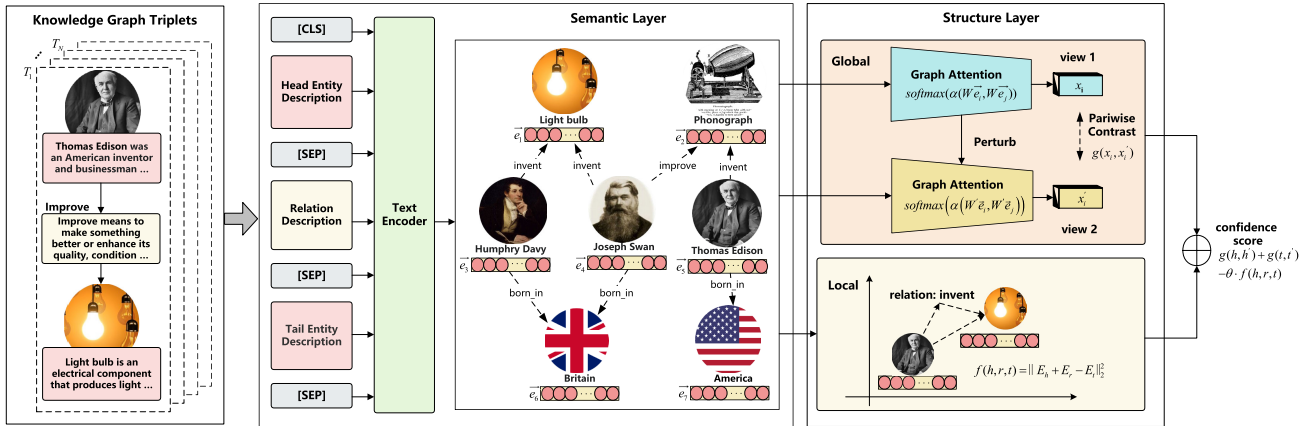 Knowledge Graph Triplets
T_N
T_i
Thomas Edison was
an American inventor
and businessman ...
Improve
Improve means to
make something
better or enhance its
quality, condition ...
Light bulb is an
electrical component
that produces light ...
[CLS]
Head Entity
Description
[SEP]
Relation
Description
[SEP]
Tail Entity
Description
[SEP]
Text
Encoder
Semantic Layer
Light bulb
e_1
Phonograph
e_2
invent
invent
improve
invent
Humphry Davy
e_3
Joseph Swan
e_4
Thomas Edison
e_5
born_in
born_in
born_in
Britain
e_6
America
e_7
Structure Layer
Global
Graph Attention
softmax(α(We_i, We_j))
view 1
x_i
Pariwise
Contrast
g(x_i, x_i')
Perturb
Graph Attention
softmax(α(W'e_i, W'e_j))
x_i'
view 2
Local
relation: invent
f(h,r,t) = || E_h + E_r − E_t ||_2^2
confidence
score
g(h,h') + g(t,t')
−θ· f(h,r,t)